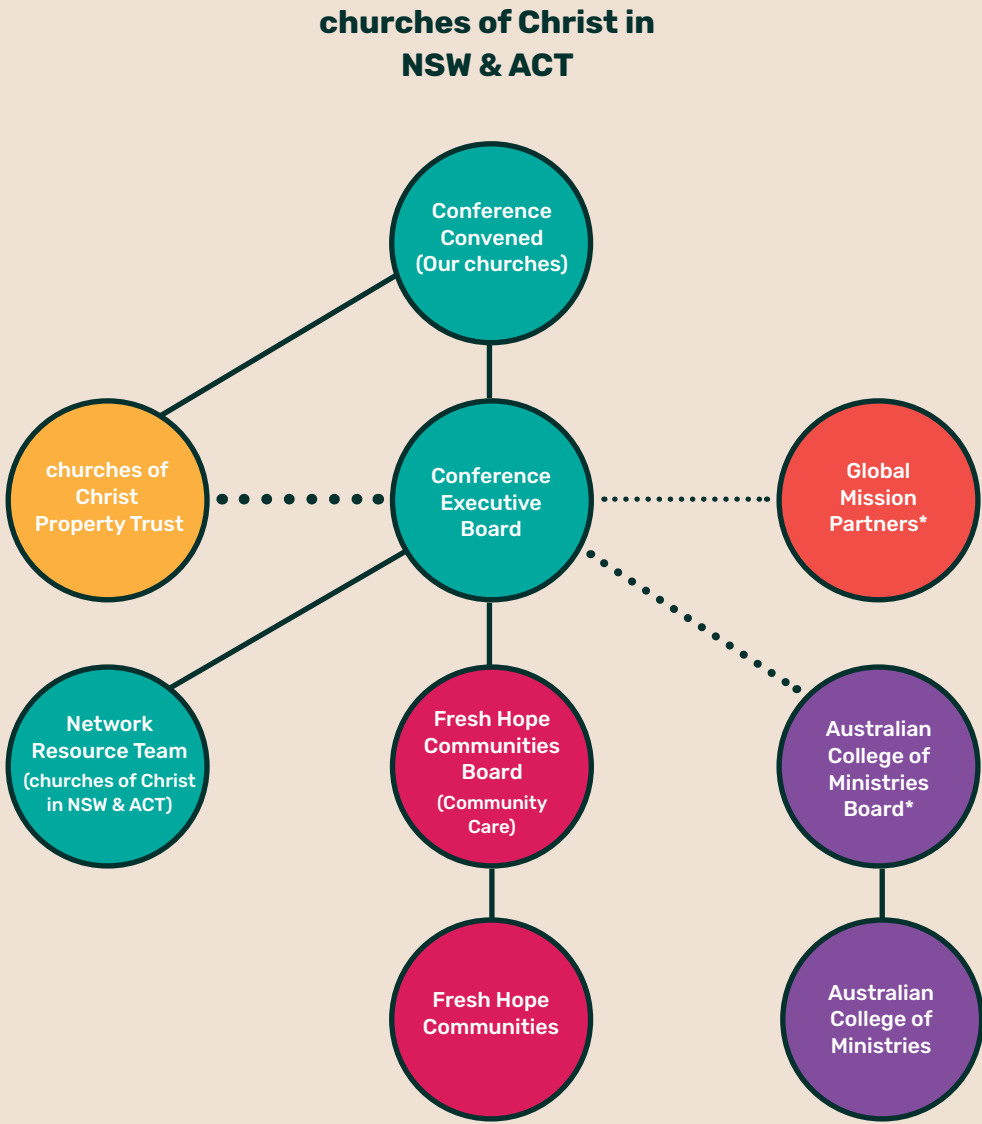 churches of Christ in
NSW & ACT
Conference
Convened
(Our churches)
churches of
Christ
Property Trust
Conference
Executive
Board
Global
Mission
Partners*
Network
Resource Team
(churches of Christ
in NSW & ACT)
Fresh Hope
Communities
Board
(Community
Care)
Australian
College of
Ministries
Board*
Fresh Hope
Communities
Australian
College of
Ministries